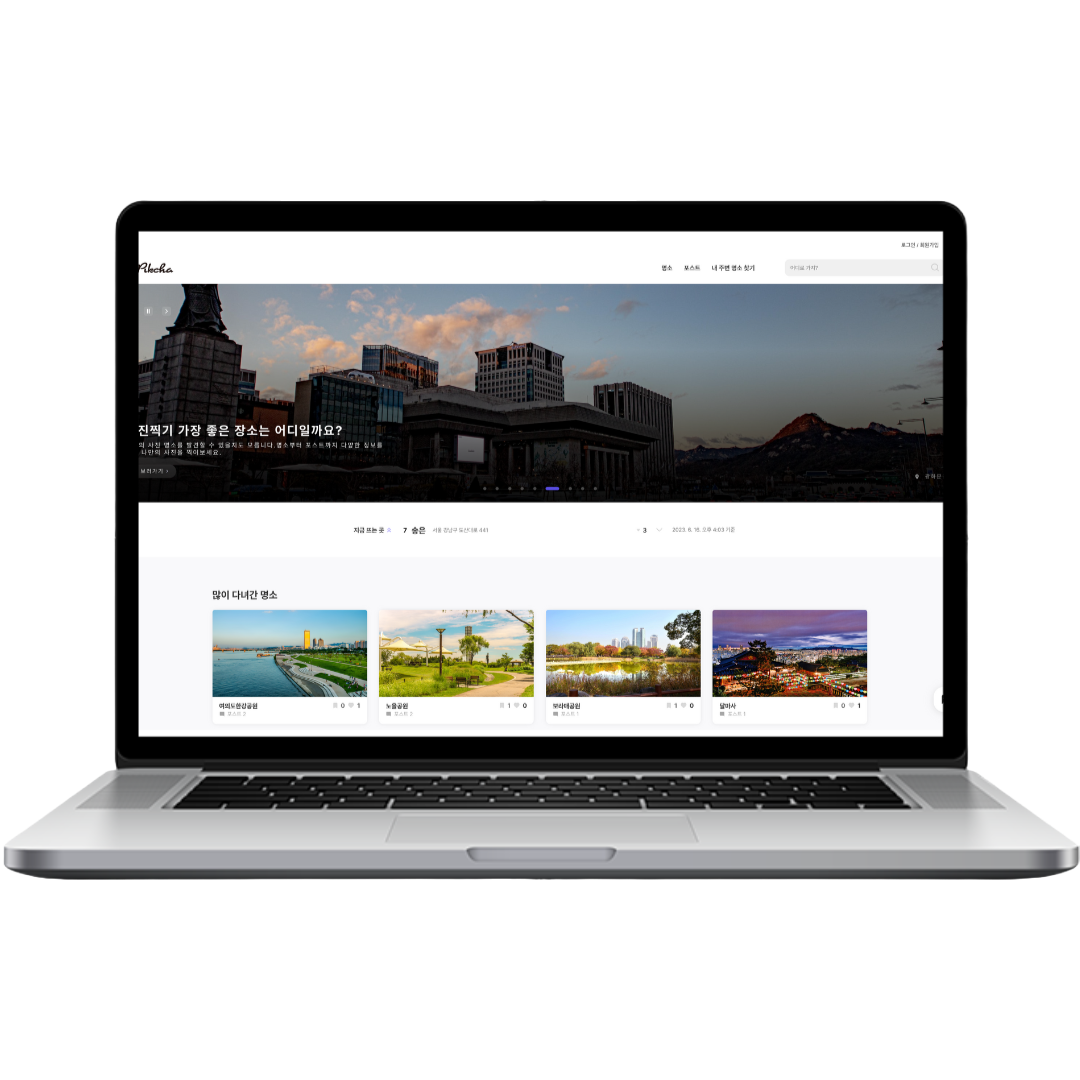 로그인 / 회원가입
Pikcha
명소 포스트 내 주변 명소 찾기
어디로 가지?
진찍기 가장 좋은 장소는 어디일까요?
의 사진 명소를 발견할 수 있을지도 모릅니다. 명소부터 포스트까지 다양한 정보를
나만의 사진을 찍어보세요.
보러가기 >
지금 뜨는 곳 7 숭은 서울 강남구 도산대로 441 - 3 2023. 6. 18. 오후 4:03 기준
많이 다녀간 명소
여의도한강공원 0 1
포스트 2
노을공원 1 0
포스트 2
보라매공원 1 0
포스트 1
달마사 0 1
포스트 1